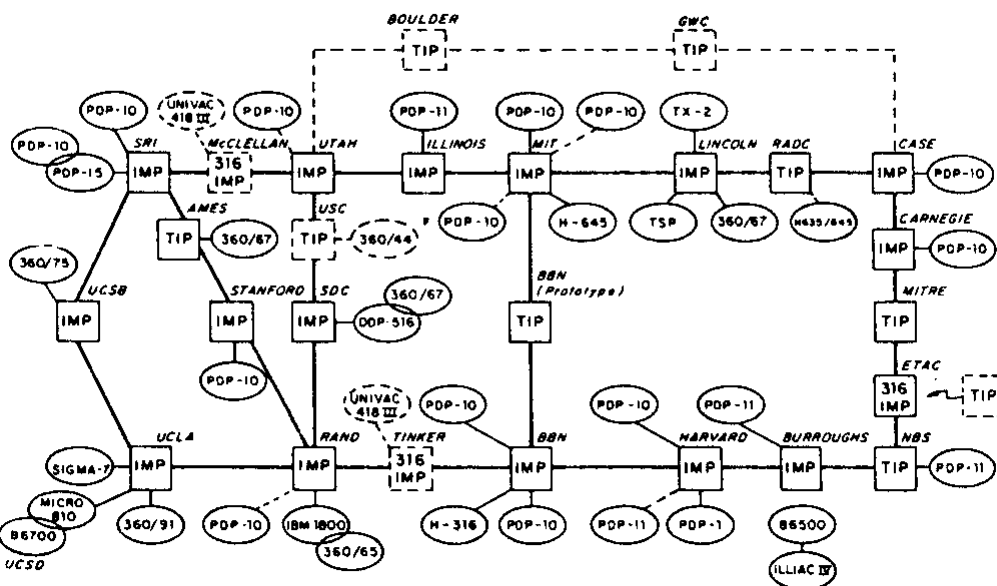 BOULDER
GWC
TIP
TIP
PDP-10
UNIVAC
418 III
PDP-10
PDP-11
PDP-10
PDP-10
TX-2
PDP-10
PDP-15
SRI
McCLELLAN
UTAH
ILLINOIS
MIT
LINCOLN
RADC
CASE
IMP
316
IMP
IMP
IMP
IMP
IMP
TIP
IMP
PDP-10
AMES
USC
CARNEGIE
TIP
360/67
TIP
360/44
PDP-10
H-645
TSP
360/67
H635/645
IMP
PDP-10
360/75
UCSB
STANFORD
SDC
360/67
BBN
(Prototype)
MITRE
IMP
IMP
IMP
DDP-516
TIP
TIP
PDP-10
ETAC
316
IMP
TIP
UNIVAC
418 III
PDP-10
PDP-10
PDP-11
UCLA
RAND
TINKER
BBN
HARVARD
BURROUGHS
NBS
SIGMA-7
IMP
IMP
316
IMP
IMP
IMP
IMP
TIP
PDP-11
MICRO
810
B6700
UCSD
360/91
PDP-10
IBM 1800
360/65
H-316
PDP-10
PDP-11
PDP-1
B6500
ILLIAC IV